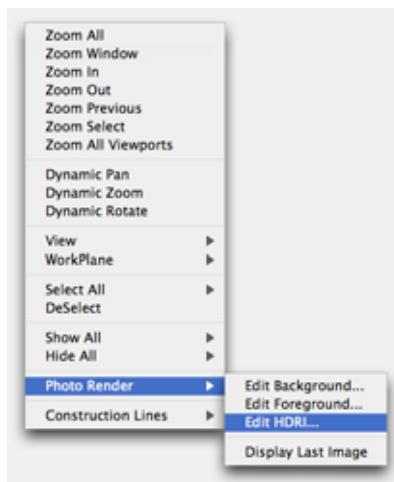 Zoom All
Zoom Window
Zoom In
Zoom Out
Zoom Previous
Zoom Select
Zoom All Viewports
Dynamic Pan
Dynamic Zoom
Dynamic Rotate
View
WorkPlane
Select All
DeSelect
Show All
Hide All
Photo Render
Construction Lines
Edit Background...
Edit Foreground...
Edit HDRI...
Display Last Image